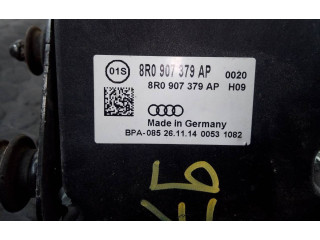 01S
8R0 907 379 AP 0020
8R0 907 379 AP H09
Made in Germany
BPA-085 26.11.14 0053 1082